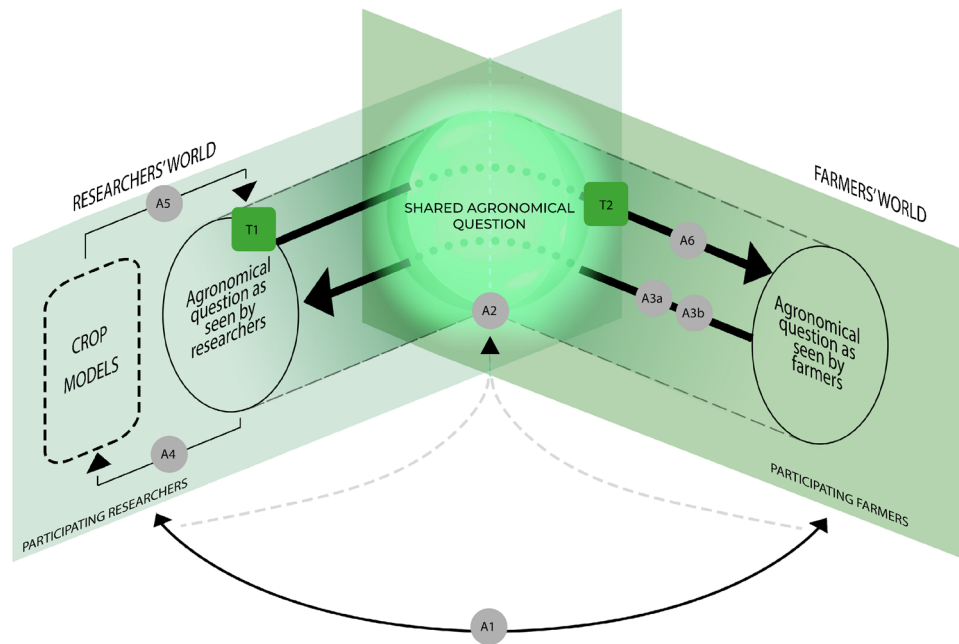 RESEARCHERS' WORLD
FARMERS' WORLD
A5
T1
SHARED AGRONOMICAL
QUESTION
T2
A6
Agronomical
question as
seen by
researchers
A3a
A3b
A2
Agronomical
question as
seen by
farmers
CROP
MODELS
A4
PARTICIPATING RESEARCHERS
PARTICIPATING FARMERS
A1